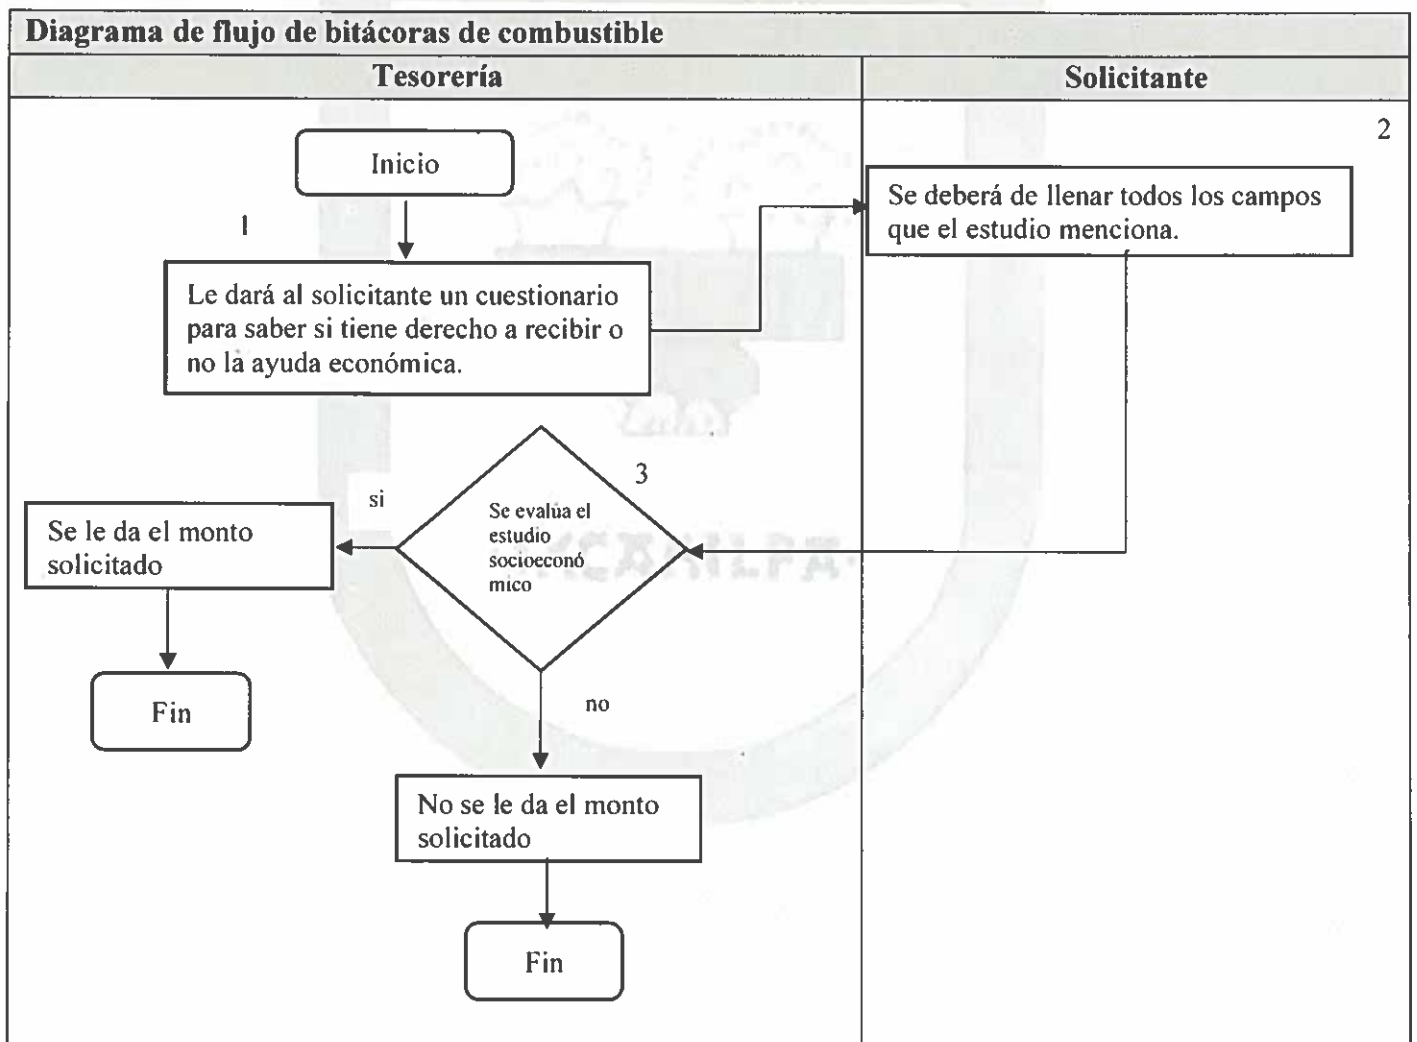 Diagrama de flujo de bitácoras de combustible
Tesorería
Solicitante
Inicio
2
Se deberá de llenar todos los campos
que el estudio menciona.
1
Le dará al solicitante un cuestionario
para saber si tiene derecho a recibir o
no la ayuda económica.
3
si
Se evalúa el
estudio
socioeconó
mico
Se le da el monto
solicitado
Fin
no
No se le da el monto
solicitado
Fin